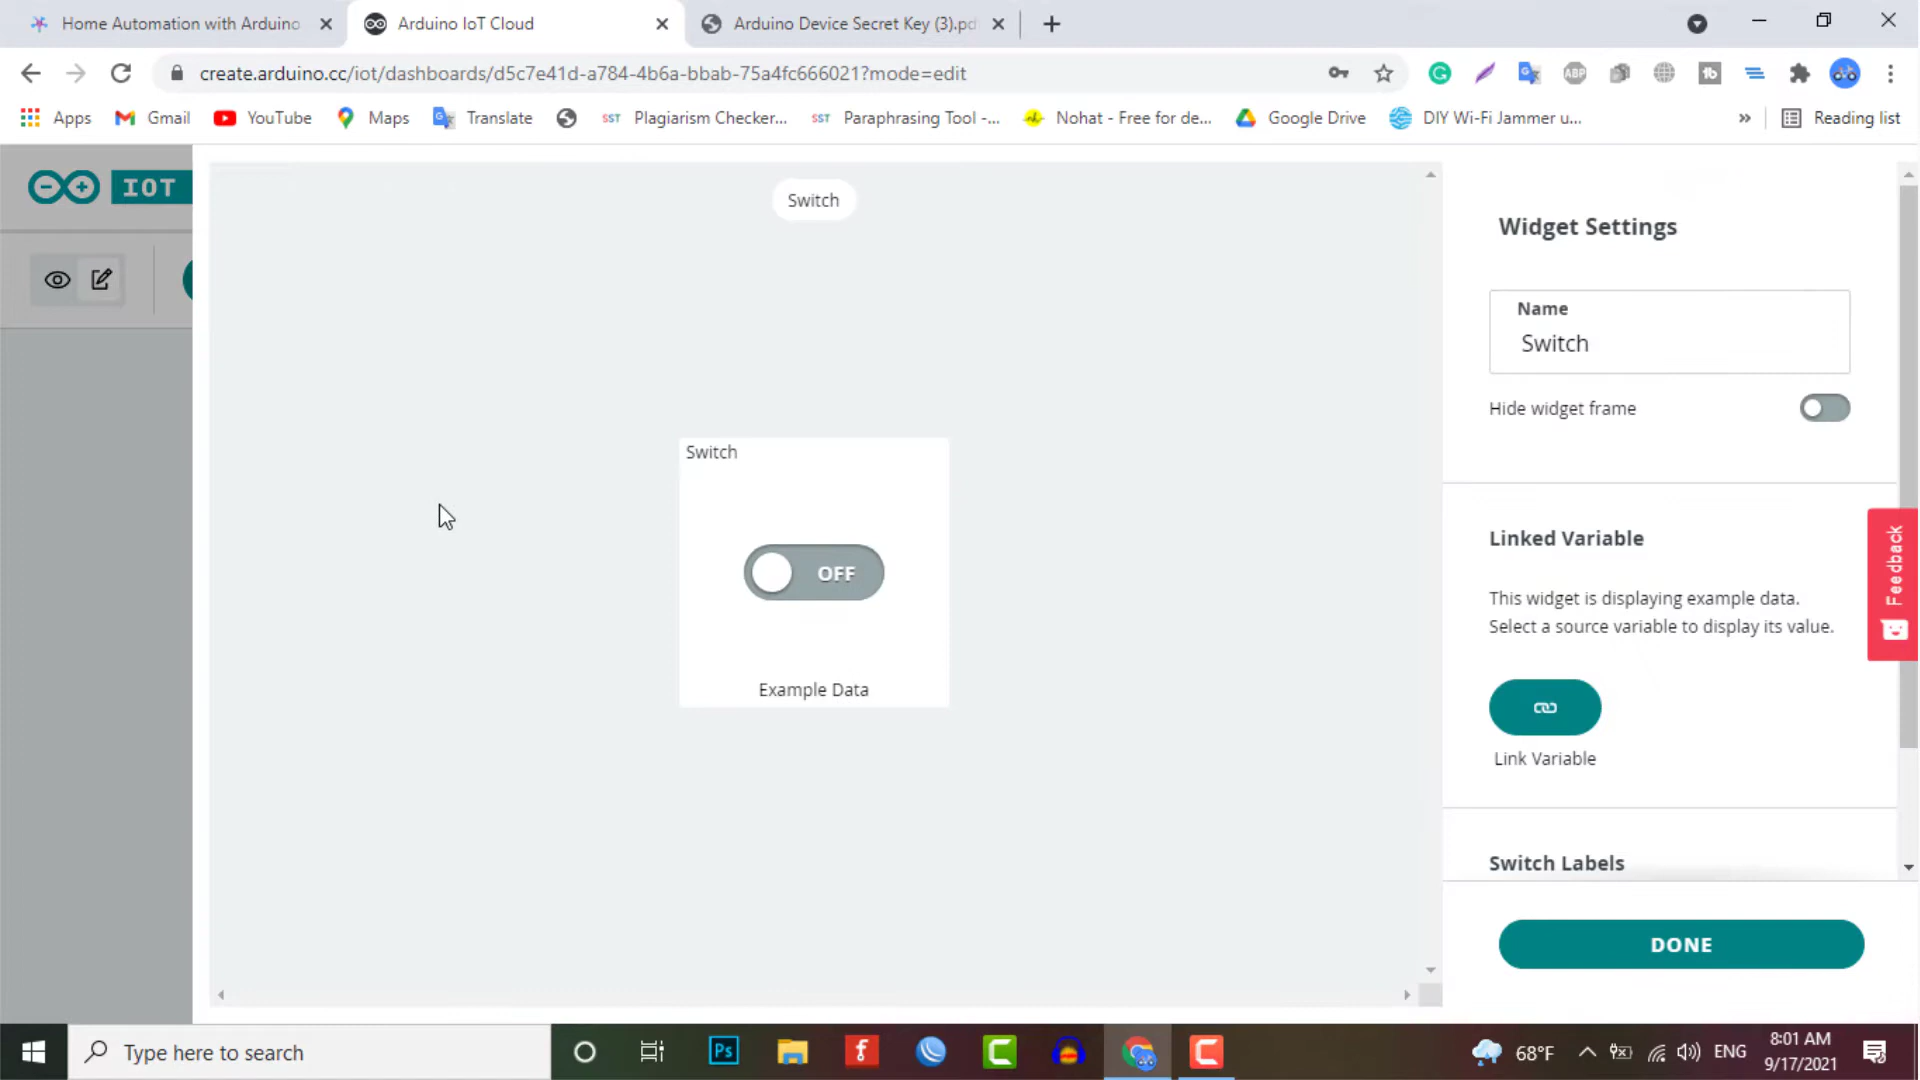 Home Automation with Arduino
Arduino IoT Cloud
Arduino Device Secret Key (3).pd
create.arduino.cc/iot/dashboards/d5c7e41d-a784-4b6a-bbab-75a4fc666021?mode=edit
Apps
Gmail
YouTube
Maps
Translate
SST
Plagiarism Checker...
SST
Paraphrasing Tool -...
Nohat - Free for de...
Google Drive
DIY Wi-Fi Jammer u...
Reading list
ABP
IOT
Switch
Switch
OFF
Example Data
Widget Settings
Name
Switch
Hide widget frame
Linked Variable
This widget is displaying example data.
Select a source variable to display its value.
Link Variable
Switch Labels
DONE
Feedback
Type here to search
Ps
68°F
ENG
8:01 AM
9/17/2021